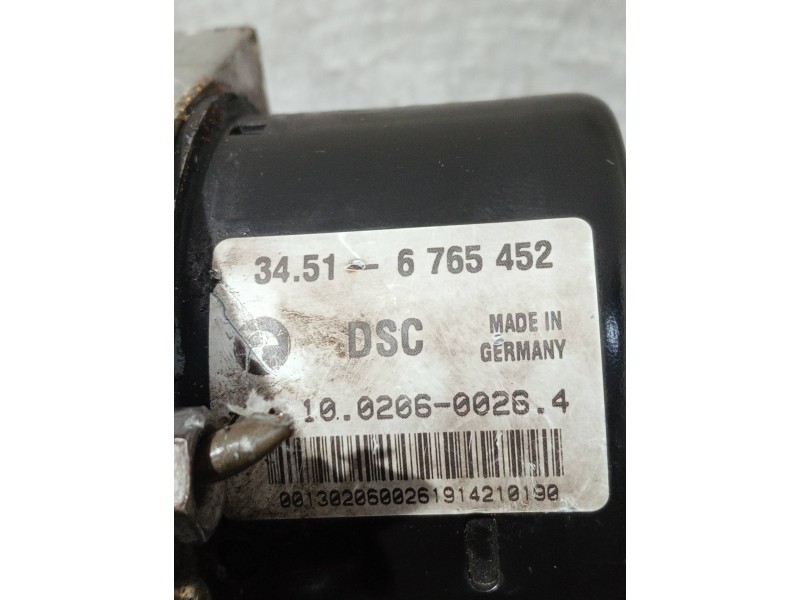 34.51 - 6 765 452
DSC
MADE IN
GERMANY
10.0206-0026.4
0013020600261914210190